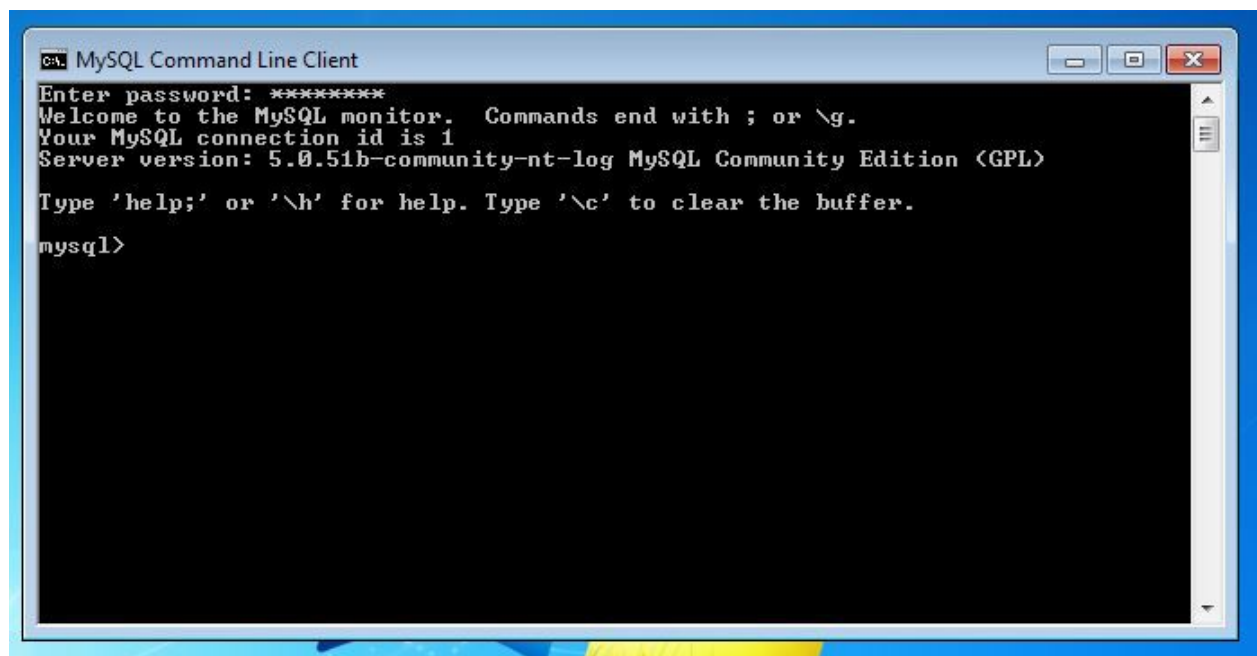 MySQL Command Line Client
Enter password: ********
Welcome to the MySQL monitor.  Commands end with ; or \g.
Your MySQL connection id is 1
Server version: 5.0.51b-community-nt-log MySQL Community Edition (GPL)
Type 'help;' or '\h' for help. Type '\c' to clear the buffer.
mysql>